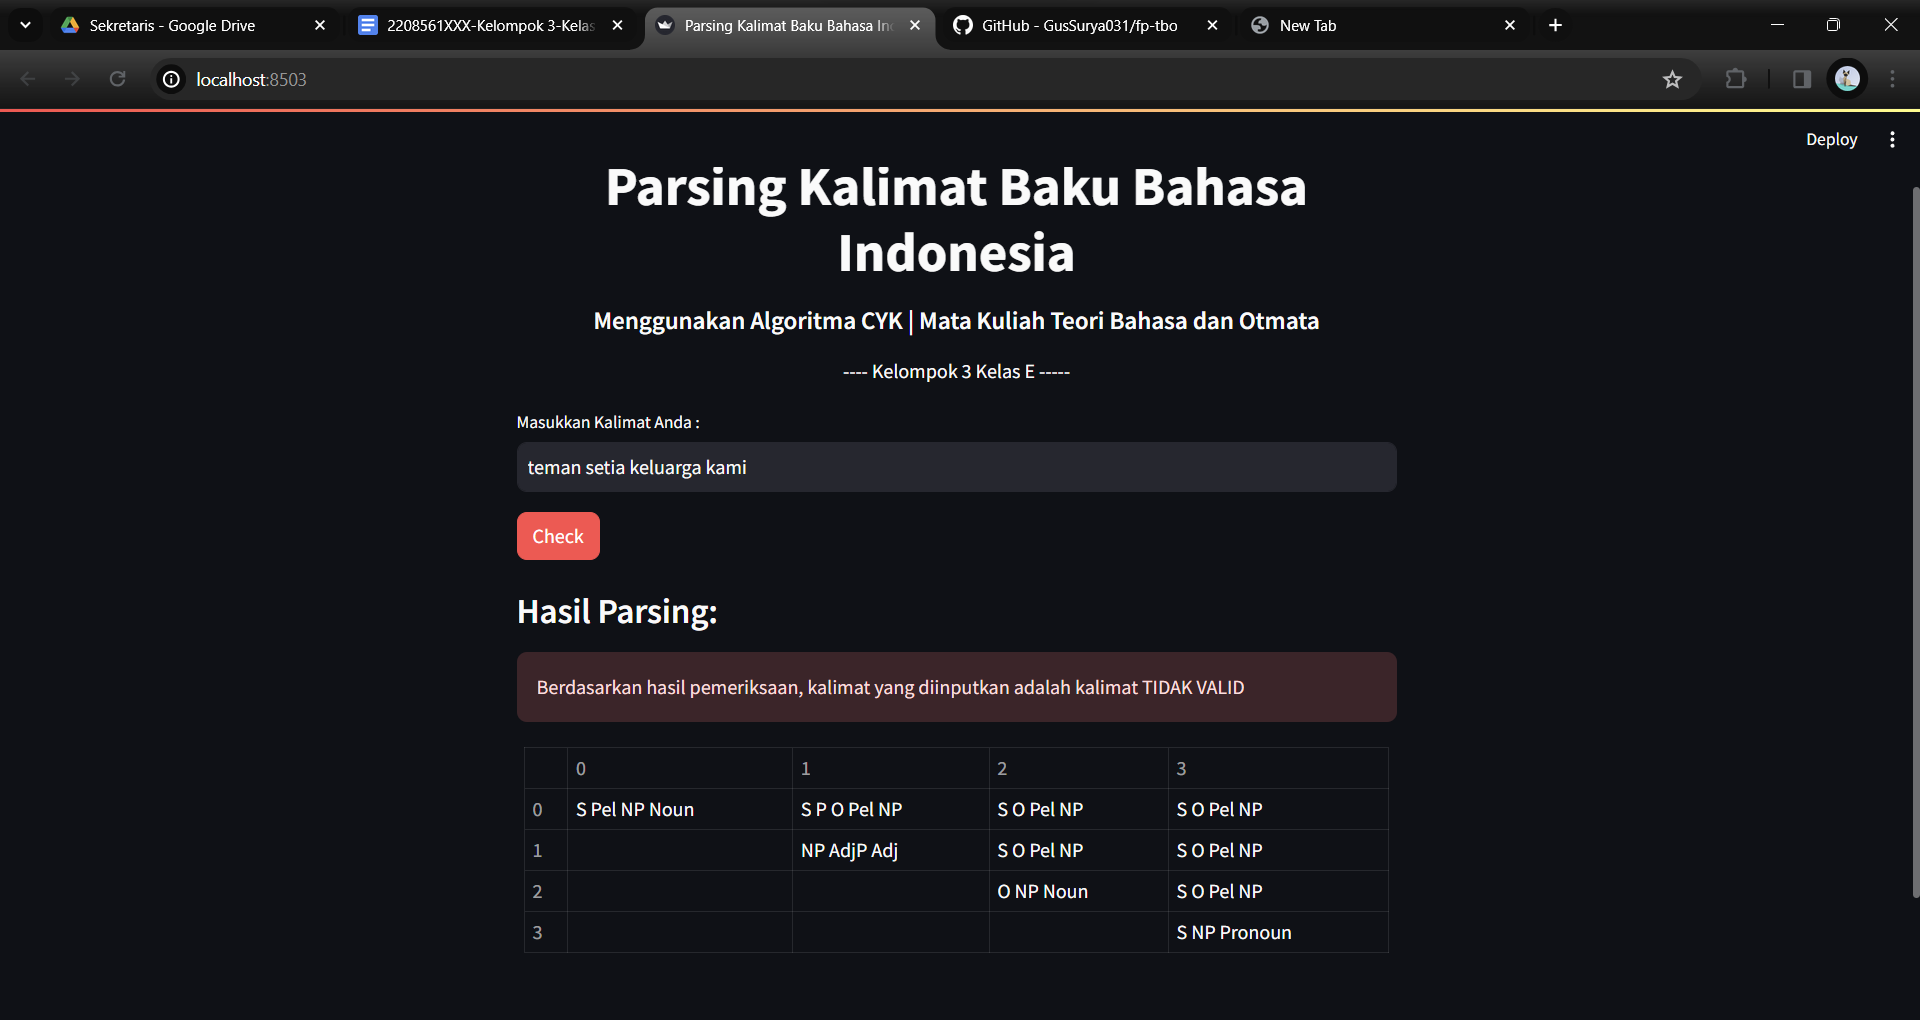 Sekretaris - Google Drive
2208561XXX-Kelompok 3-Kelas
Parsing Kalimat Baku Bahasa Inc
GitHub - GusSurya031/fp-tbo
New Tab
localhost:8503
Deploy
Parsing Kalimat Baku Bahasa
Indonesia
Menggunakan Algoritma CYK | Mata Kuliah Teori Bahasa dan Otmata
---- Kelompok 3 Kelas E -----
Masukkan Kalimat Anda :
teman setia keluarga kami
Check
Hasil Parsing:
Berdasarkan hasil pemeriksaan, kalimat yang diinputkan adalah kalimat TIDAK VALID
0 1 2 3
0 S Pel NP Noun S P O Pel NP S O Pel NP S O Pel NP
1 NP AdjP Adj S O Pel NP S O Pel NP
2 O NP Noun S O Pel NP
3 S NP Pronoun